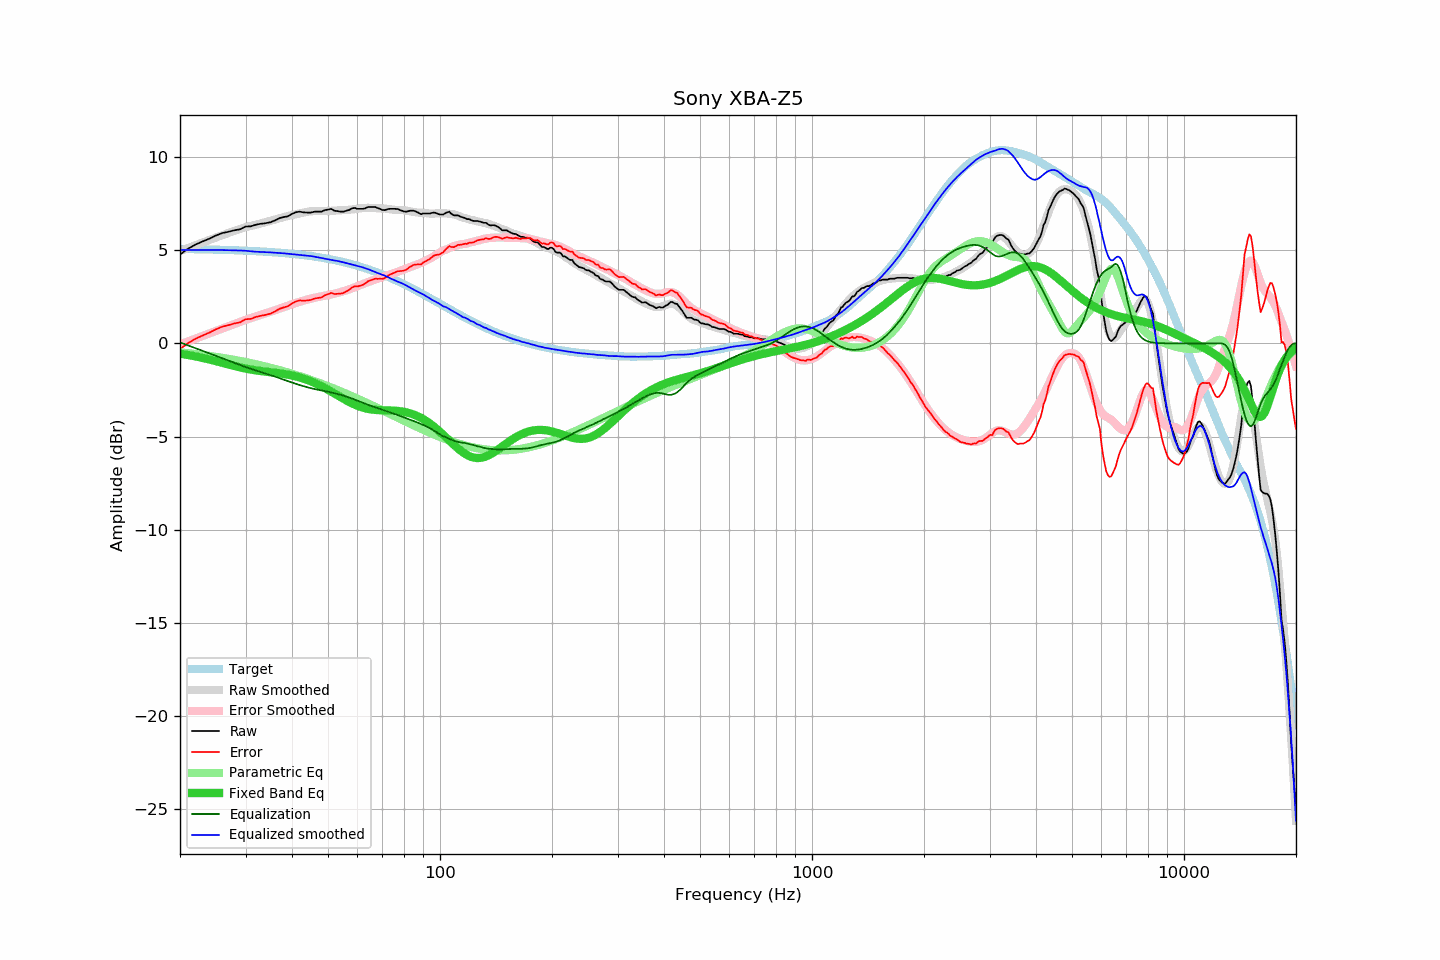 Sony XBA-Z5
10
5
0
−5
−10
−15
−20
−25
Amplitude (dBr)
Target
Raw Smoothed
Error Smoothed
Raw
Error
Parametric Eq
Fixed Band Eq
Equalization
Equalized smoothed
100 1000 10000
Frequency (Hz)